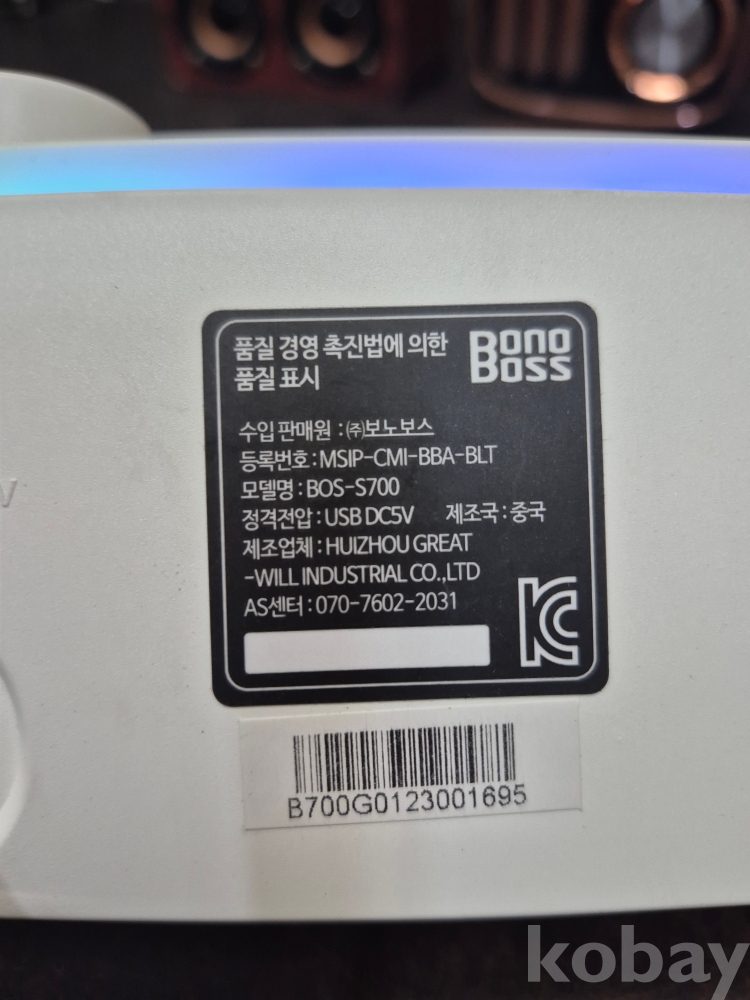 품질 경영 촉진법에 의한
품질 표시
BONO
BOSS
수입 판매원 : ㈜보노보스
등록번호 : MSIP-CMI-BBA-BLT
모델명 : BOS-S700
정격전압 : USB DC5V 제조국 : 중국
제조업체 : HUIZHOU GREAT
-WILL INDUSTRIAL CO.,LTD
AS센터 : 070-7602-2031
KC
B700G0123001695
V
kobay